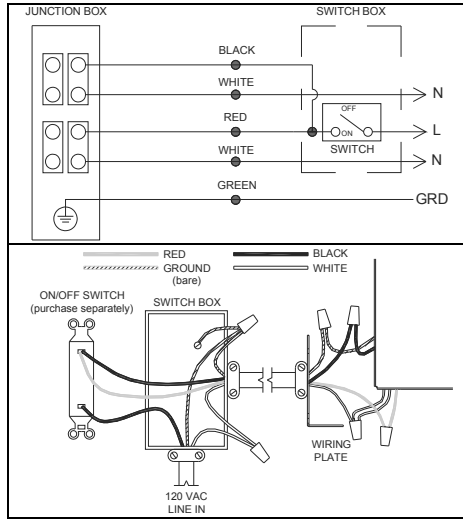 JUNCTION BOX
SWITCH BOX
BLACK
WHITE
N
RED
OFF
ON
L
SWITCH
WHITE
N
GREEN
GRD
RED
BLACK
GROUND
(bare)
WHITE
ON/OFF SWITCH
(purchase separately)
SWITCH BOX
WIRING
PLATE
120 VAC
LINE IN